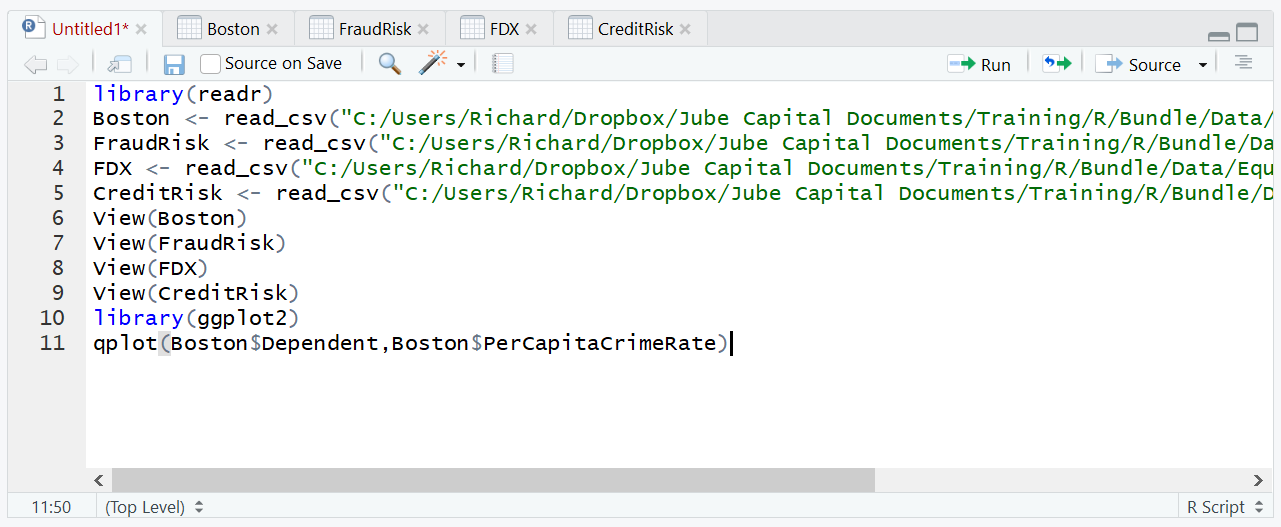 Untitled1* Boston FraudRisk FDX CreditRisk
Source on Save Run Source
1 library(readr)
2 Boston <- read_csv("C:/Users/Richard/Dropbox/Jube Capital Documents/Training/R/Bundle/Data/
3 FraudRisk <- read_csv("C:/Users/Richard/Dropbox/Jube Capital Documents/Training/R/Bundle/Da
4 FDX <- read_csv("C:/Users/Richard/Dropbox/Jube Capital Documents/Training/R/Bundle/Data/Equ
5 CreditRisk <- read_csv("C:/Users/Richard/Dropbox/Jube Capital Documents/Training/R/Bundle/D
6 View(Boston)
7 View(FraudRisk)
8 View(FDX)
9 View(CreditRisk)
10 library(ggplot2)
11 qplot(Boston$Dependent,Boston$PerCapitaCrimeRate)
11:50 (Top Level) R Script